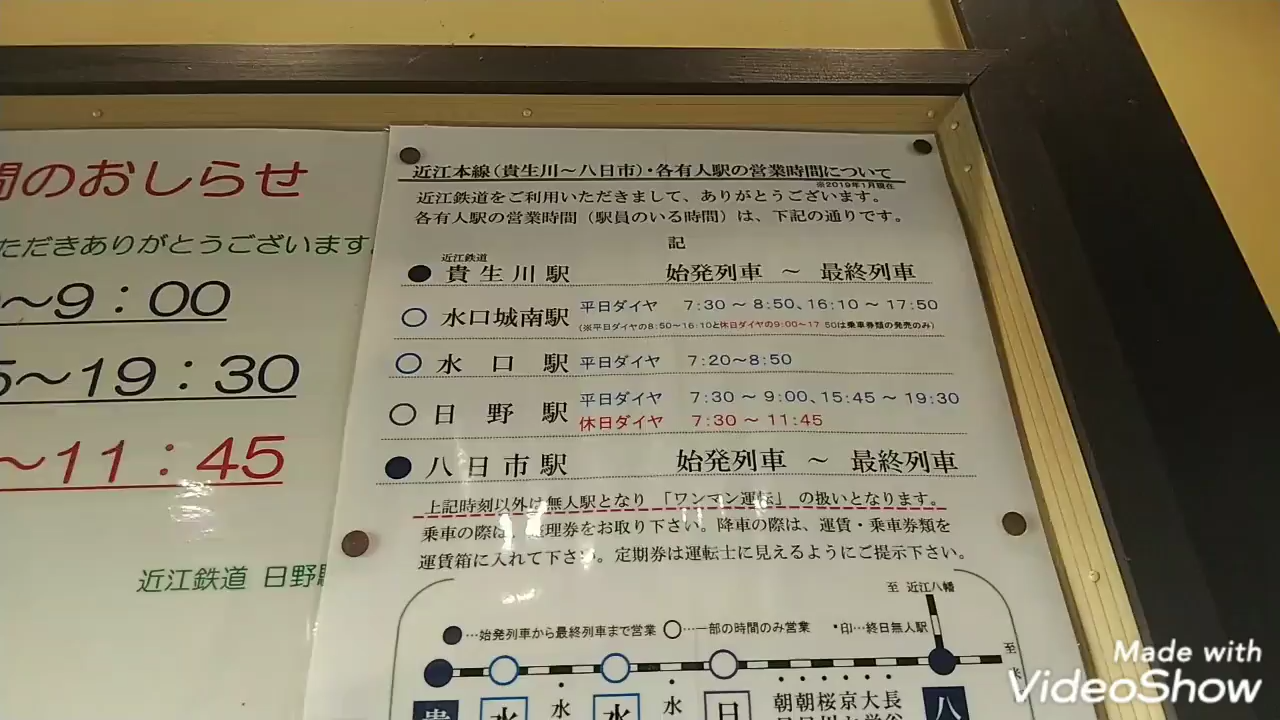 間のおしらせ
ただきありがとうございます。
～9：00
5～19：30
～11：45
近江鉄道 日野
近江本線（貴生川～八日市）・各有人駅の営業時間について
※2019年1月現在
近江鉄道をご利用いただきまして、ありがとうございます。
各有人駅の営業時間（駅員のいる時間）は、下記の通りです。
記
近江鉄道
● 貴生川駅 始発列車 ～ 最終列車
○ 水口城南駅 平日ダイヤ 7:30 ～ 8:50、16:10 ～ 17:50
（※平日ダイヤの8:50～16:10と休日ダイヤの9:00～17:50は乗車券類の発売のみ）
○ 水口駅 平日ダイヤ 7:20～8:50
○ 日野駅 平日ダイヤ 7:30 ～ 9:00、15:45 ～ 19:30
休日ダイヤ 7:30 ～ 11:45
● 八日市駅 始発列車 ～ 最終列車
上記時刻以外は無人駅となり「ワンマン運転」の扱いとなります。
乗車の際は、整理券をお取り下さい。降車の際は、運賃・乗車券類を
運賃箱に入れて下さい。定期券は運転士に見えるようにご提示下さい。
至 近江八幡
●…始発列車から最終列車まで営業 ○…一部の時間のみ営業 •印…終日無人駅
至
貴 水 水 水 水 日 朝 朝 桜 京 大 長 八
Made with
VideoShow